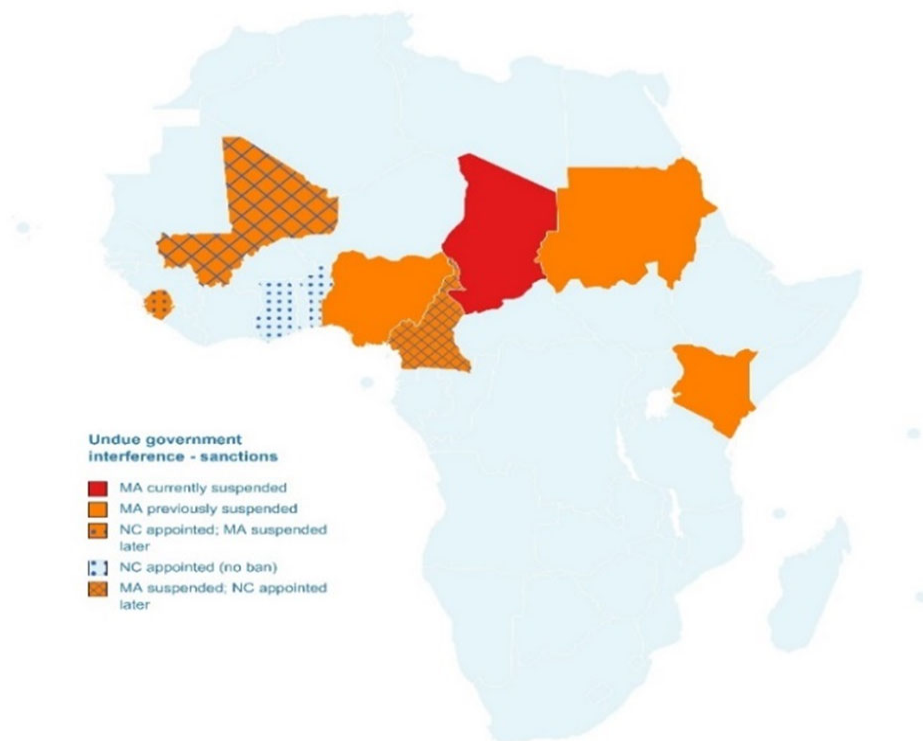 Undue government
interference - sanctions
MA currently suspended
MA previously suspended
NC appointed; MA suspended
later
NC appointed (no ban)
MA suspended; NC appointed
later